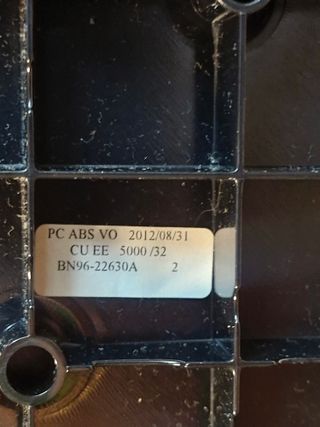 PC ABS VO 2012/08/31
CU EE 5000 /32
BN96-22630A 2